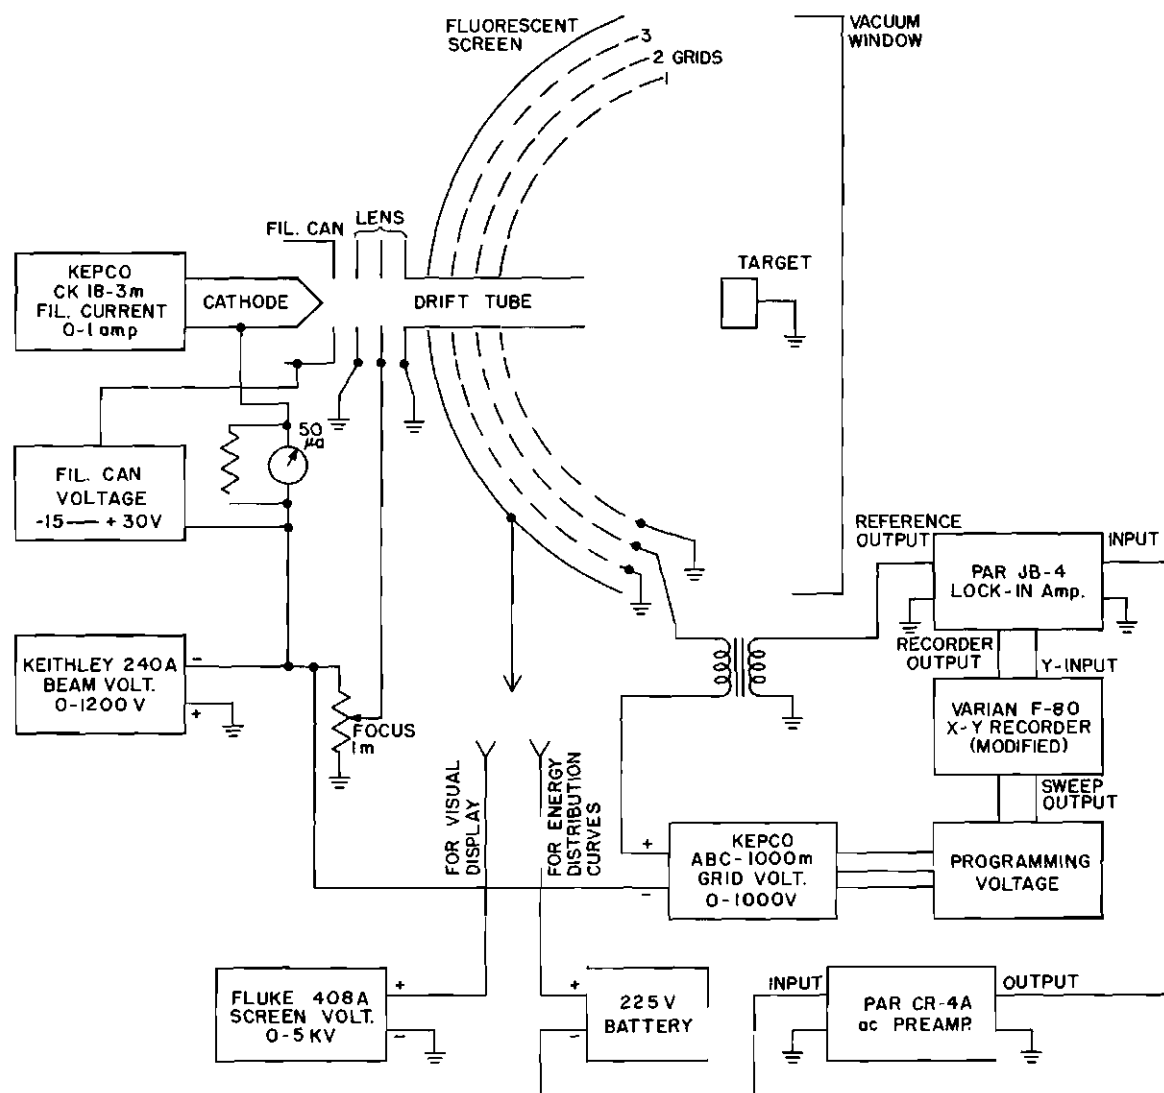 FLUORESCENT
SCREEN
3
2 GRIDS
1
VACUUM
WINDOW
FIL. CAN
LENS
KEPCO
CK 18-3m
FIL. CURRENT
0-1 amp
CATHODE
DRIFT TUBE
TARGET
50
μa
FIL. CAN
VOLTAGE
-15 — + 30V
REFERENCE
OUTPUT
INPUT
PAR JB-4
LOCK-IN Amp.
RECORDER
OUTPUT
Y-INPUT
KEITHLEY 240A
BEAM VOLT.
0-1200 V
-
+
FOCUS
1m
VARIAN F-80
X-Y RECORDER
(MODIFIED)
SWEEP
OUTPUT
FOR VISUAL
DISPLAY
FOR ENERGY
DISTRIBUTION
CURVES
+
-
KEPCO
ABC-1000m
GRID VOLT.
0-1000V
PROGRAMMING
VOLTAGE
FLUKE 408A
SCREEN VOLT.
0-5 KV
+
-
+
-
225 V
BATTERY
INPUT
PAR CR-4A
ac PREAMP.
OUTPUT